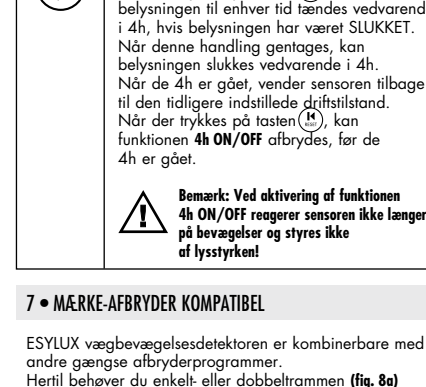 belysningen til enhver tid tændes vedvarend
i 4h, hvis belysningen har været SLUKKET.
Når denne handling gentages, kan
belysningen slukkes vedvarende i 4h.
Når de 4h er gået, vender sensoren tilbage
til den tidligere indstillede driftstilstand.
Når der trykkes på tasten (RESET), kan
funktionen 4h ON/OFF afbrydes, før de
4h er gået.
Bemærk: Ved aktivering af funktionen
4h ON/OFF reagerer sensoren ikke længer
på bevægelser og styres ikke
af lysstyrken!
7 • MÆRKE-AFBRYDER KOMPATIBEL
ESYLUX vægbevægelsesdetektoren er kombinerbare med
andre gængse afbryderprogrammer.
Hertil behøver du enkelt- eller dobbeltrammen (fig. 8a)